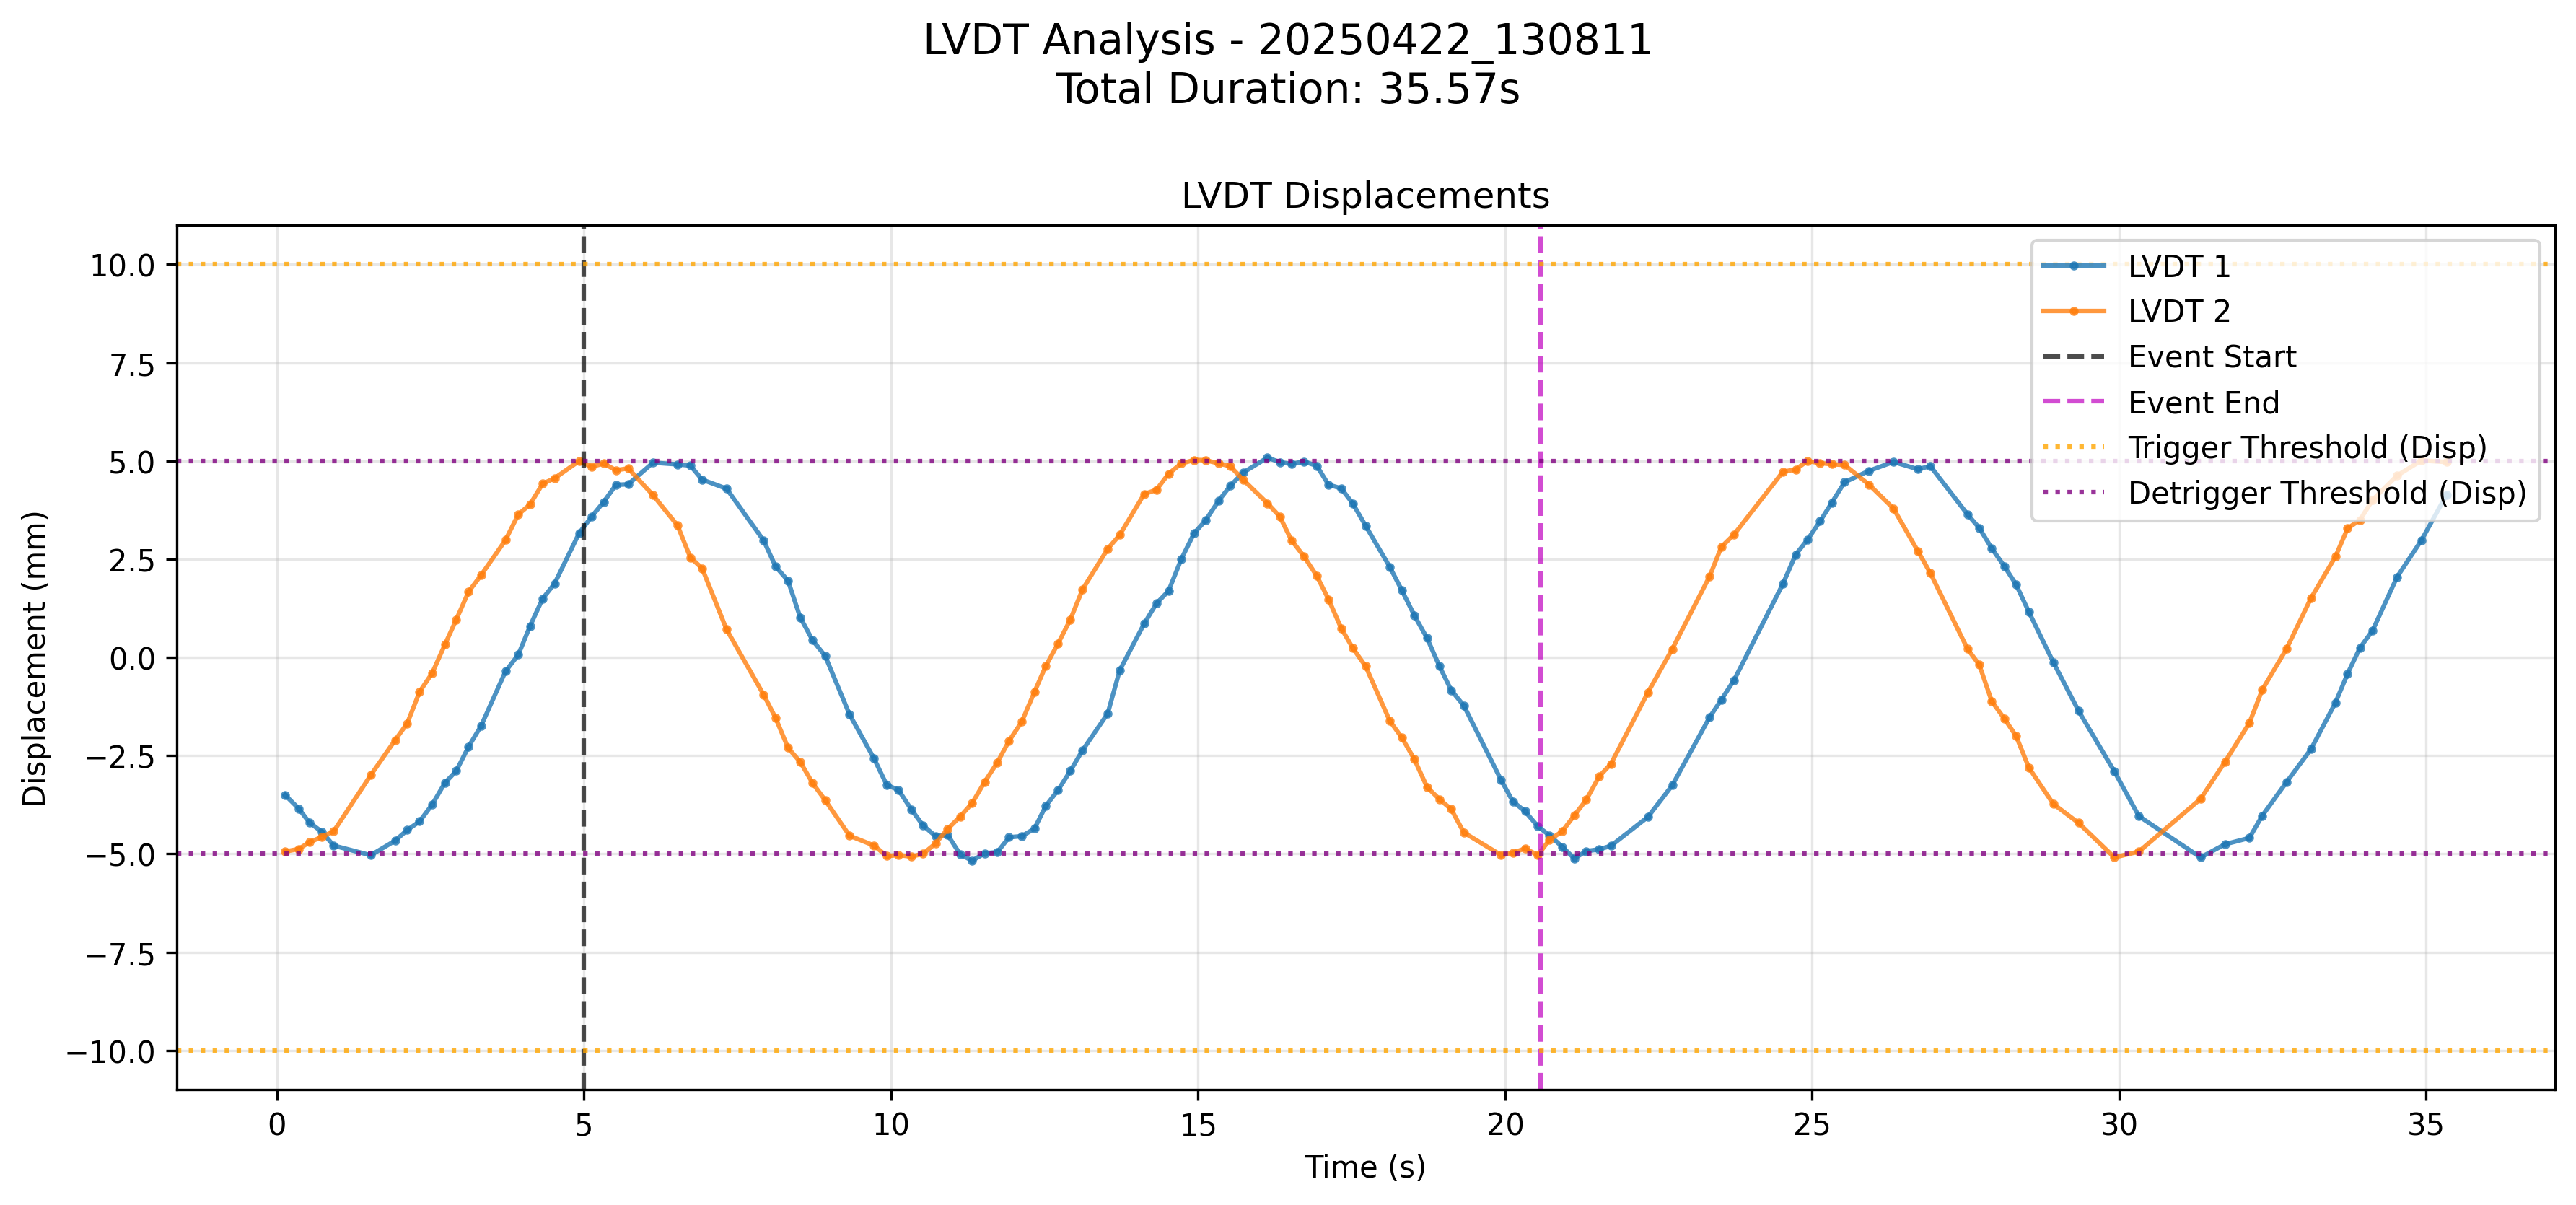 LVDT Analysis - 20250422_130811
Total Duration: 35.57s
LVDT Displacements
Displacement (mm)
10.0
7.5
5.0
2.5
0.0
−2.5
−5.0
−7.5
−10.0
LVDT 1
LVDT 2
Event Start
Event End
Trigger Threshold (Disp)
Detrigger Threshold (Disp)
0
5
10
15
20
25
30
35
Time (s)